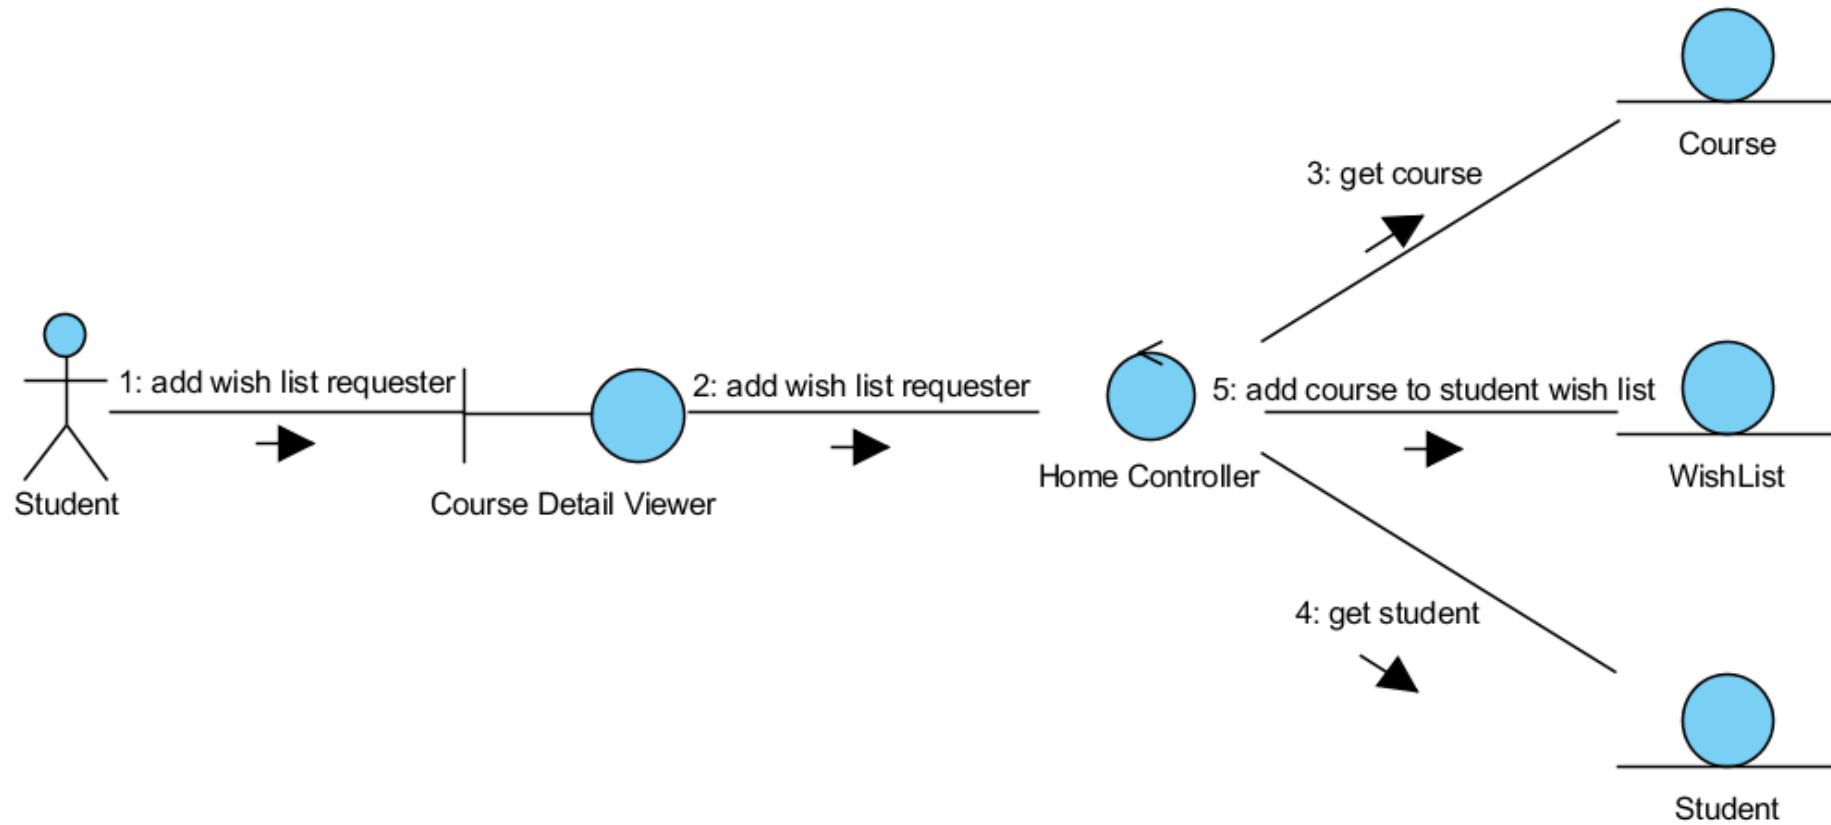 Course
3: get course
1: add wish list requester
2: add wish list requester
5: add course to student wish list
Home Controller
WishList
Student
Course Detail Viewer
4: get student
Student